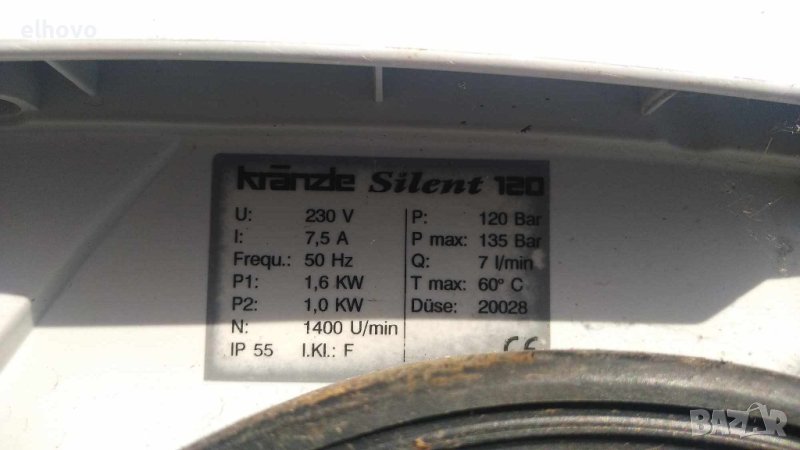 elhovo
Kränzle Silent 120
U: 230 V
I: 7,5 A
Frequ.: 50 Hz
P1: 1,6 KW
P2: 1,0 KW
N: 1400 U/min
IP 55 I.Kl.: F
P: 120 Bar
P max: 135 Bar
Q: 7 l/min
T max: 60° C
Düse: 20028
CE
BAZAR